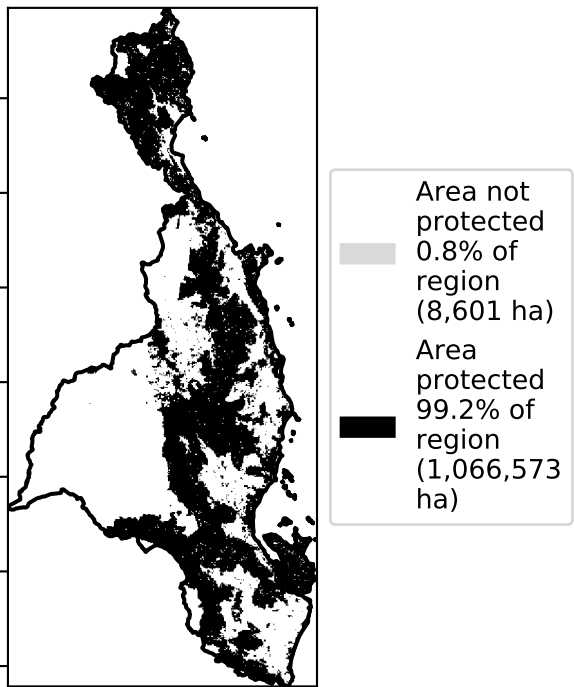 Area not
protected
0.8% of
region
(8,601 ha)
Area
protected
99.2% of
region
(1,066,573
ha)